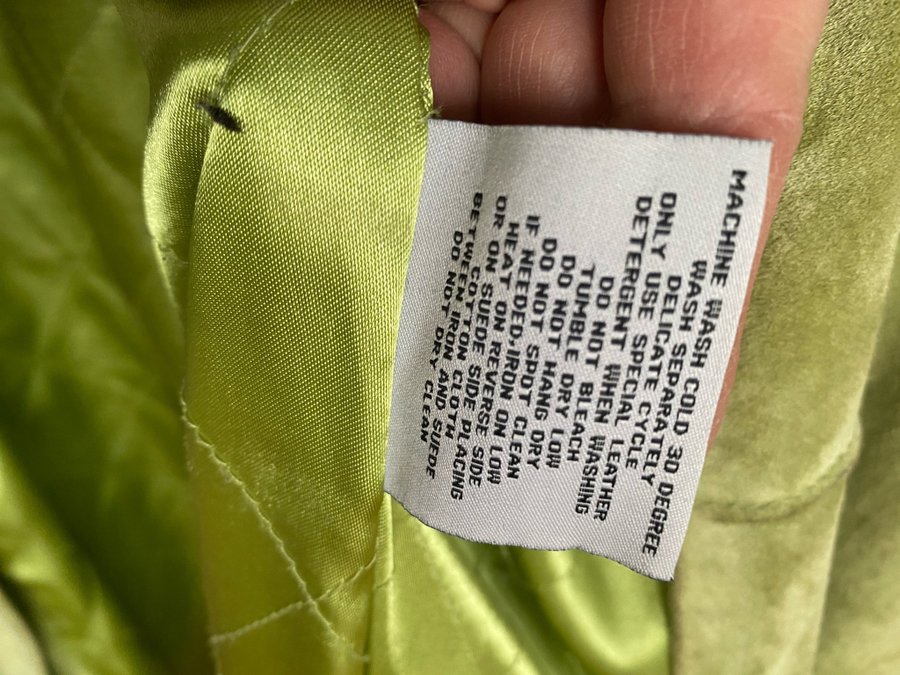 MACHINE WASH COLD 30 DEGREE
WASH SEPARATELY
DELICATE CYCLE
ONLY USE SPECIAL LEATHER
DETERGENT WHEN WASHING
DO NOT BLEACH
TUMBLE DRY LOW
DO NOT HANG DRY
DO NOT SPOT CLEAN
IF NEEDED,IRON ON LOW
HEAT ON REVERSE SIDE
OR ON SUEDE SIDE PLACING
COTTON CLOTH
BETWEEN IRON AND SUEDE
DO NOT DRY CLEAN